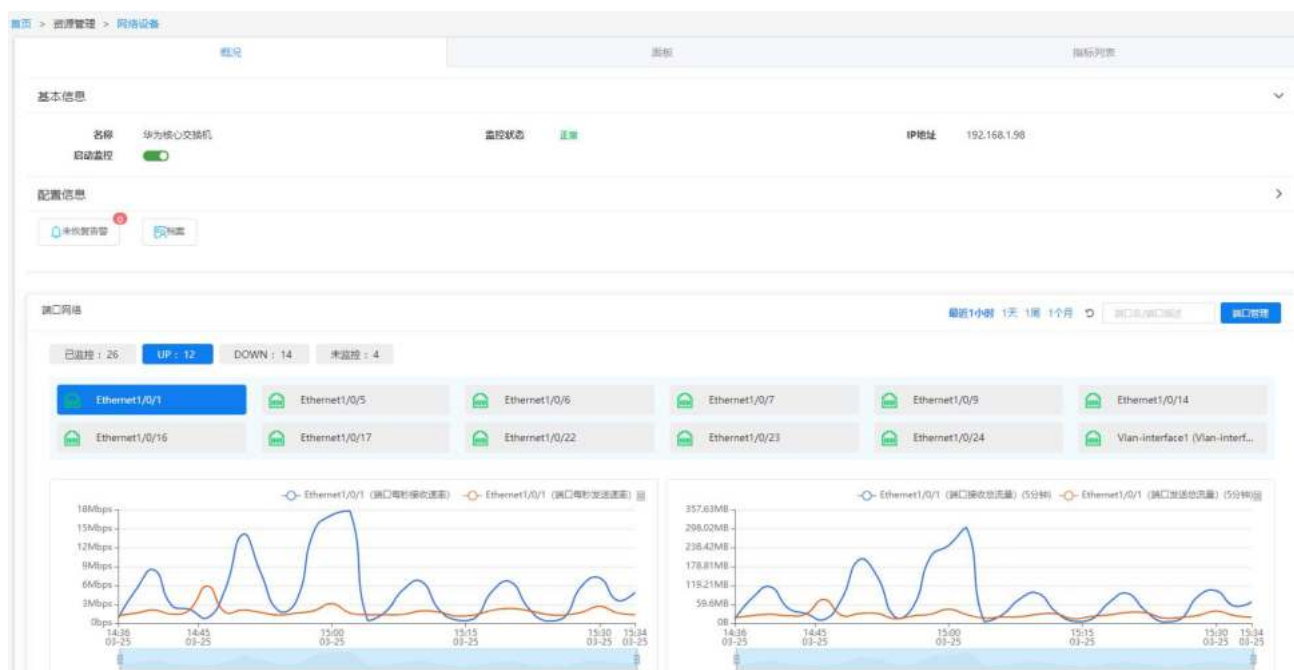 首页 > 资源管理 > 网络设备
概况 面板 指标列表
基本信息
名称 华为核心交换机 监控状态 正常 IP地址 192.168.1.98
启动监控
配置信息
未恢复告警 0 档案
端口网络 最近1小时 1天 1周 1个月 端口名/端口描述 端口管理
已监控：26 UP：12 DOWN：14 未监控：4
Ethernet1/0/1 Ethernet1/0/5 Ethernet1/0/6 Ethernet1/0/7 Ethernet1/0/9 Ethernet1/0/14
Ethernet1/0/16 Ethernet1/0/17 Ethernet1/0/22 Ethernet1/0/23 Ethernet1/0/24 Vlan-interface1 (Vlan-interf...
Ethernet1/0/1（端口每秒接收速率） Ethernet1/0/1（端口每秒发送速率） Ethernet1/0/1（端口接收总流量）(5分钟) Ethernet1/0/1（端口发送总流量）(5分钟)
18Mbps 357.63MB
15Mbps 298.02MB
12Mbps 238.42MB
9Mbps 178.81MB
6Mbps 119.21MB
3Mbps 59.6MB
0bps 0B
14:36 14:45 15:00 15:15 15:30 15:34 14:36 14:45 15:00 15:15 15:30 15:34
03-25 03-25 03-25 03-25 03-25 03-25 03-25 03-25 03-25 03-25 03-25 03-25